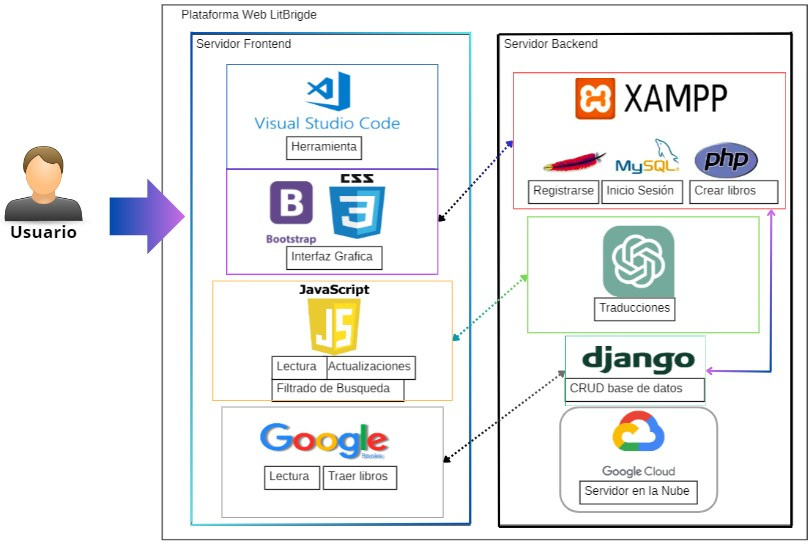 Plataforma Web LitBrigde
Servidor Frontend
Visual Studio Code
Herramienta
CSS
B
3
Bootstrap
Interfaz Grafica
JavaScript
JS
Lectura
Actualizaciones
Filtrado de Busqueda
Google
Books
Lectura
Traer libros
Usuario
Servidor Backend
XAMPP
MySQL
php
Registrarse
Inicio Sesión
Crear libros
Traducciones
django
CRUD base de datos
Google Cloud
Servidor en la Nube